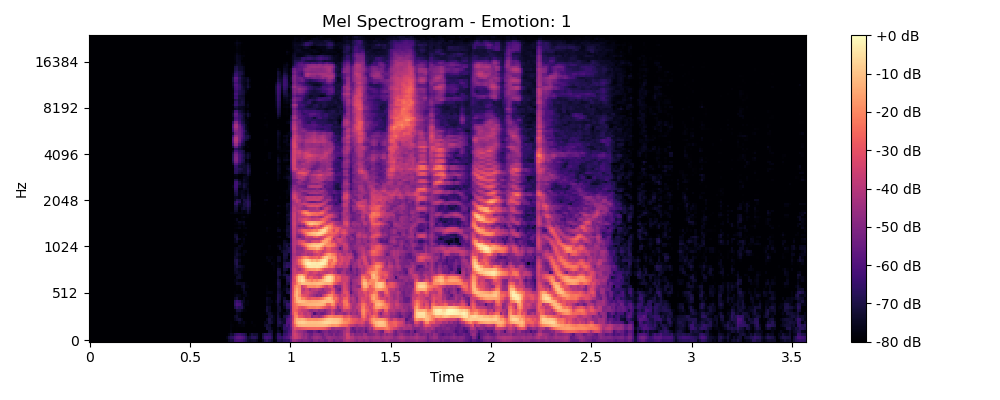 Mel Spectrogram - Emotion: 1
Hz
16384
8192
4096
2048
1024
512
0
0 0.5 1 1.5 2 2.5 3 3.5
Time
+0 dB
-10 dB
-20 dB
-30 dB
-40 dB
-50 dB
-60 dB
-70 dB
-80 dB